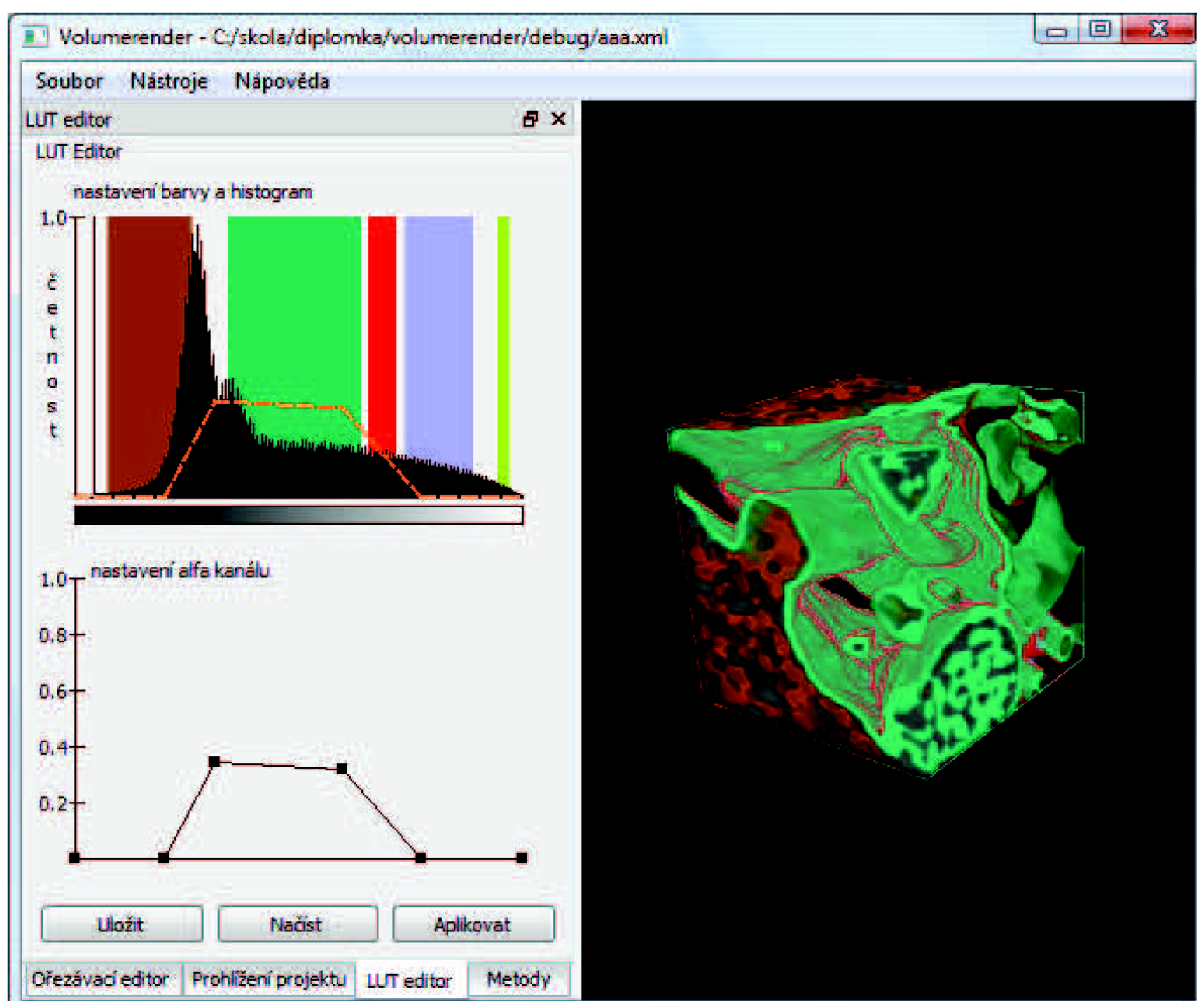 Volumerender - C:/skola/diplomka/volumerender/debug/aaa.xml
Soubor Nástroje Nápověda
LUT editor
LUT Editor
nastavení barvy a histogram
1.0
četnost
nastavení alfa kanálu
1.0
0.8
0.6
0.4
0.2
Uložit Načíst Aplikovat
Ořezávací editor Prohlížení projektu LUT editor Metody